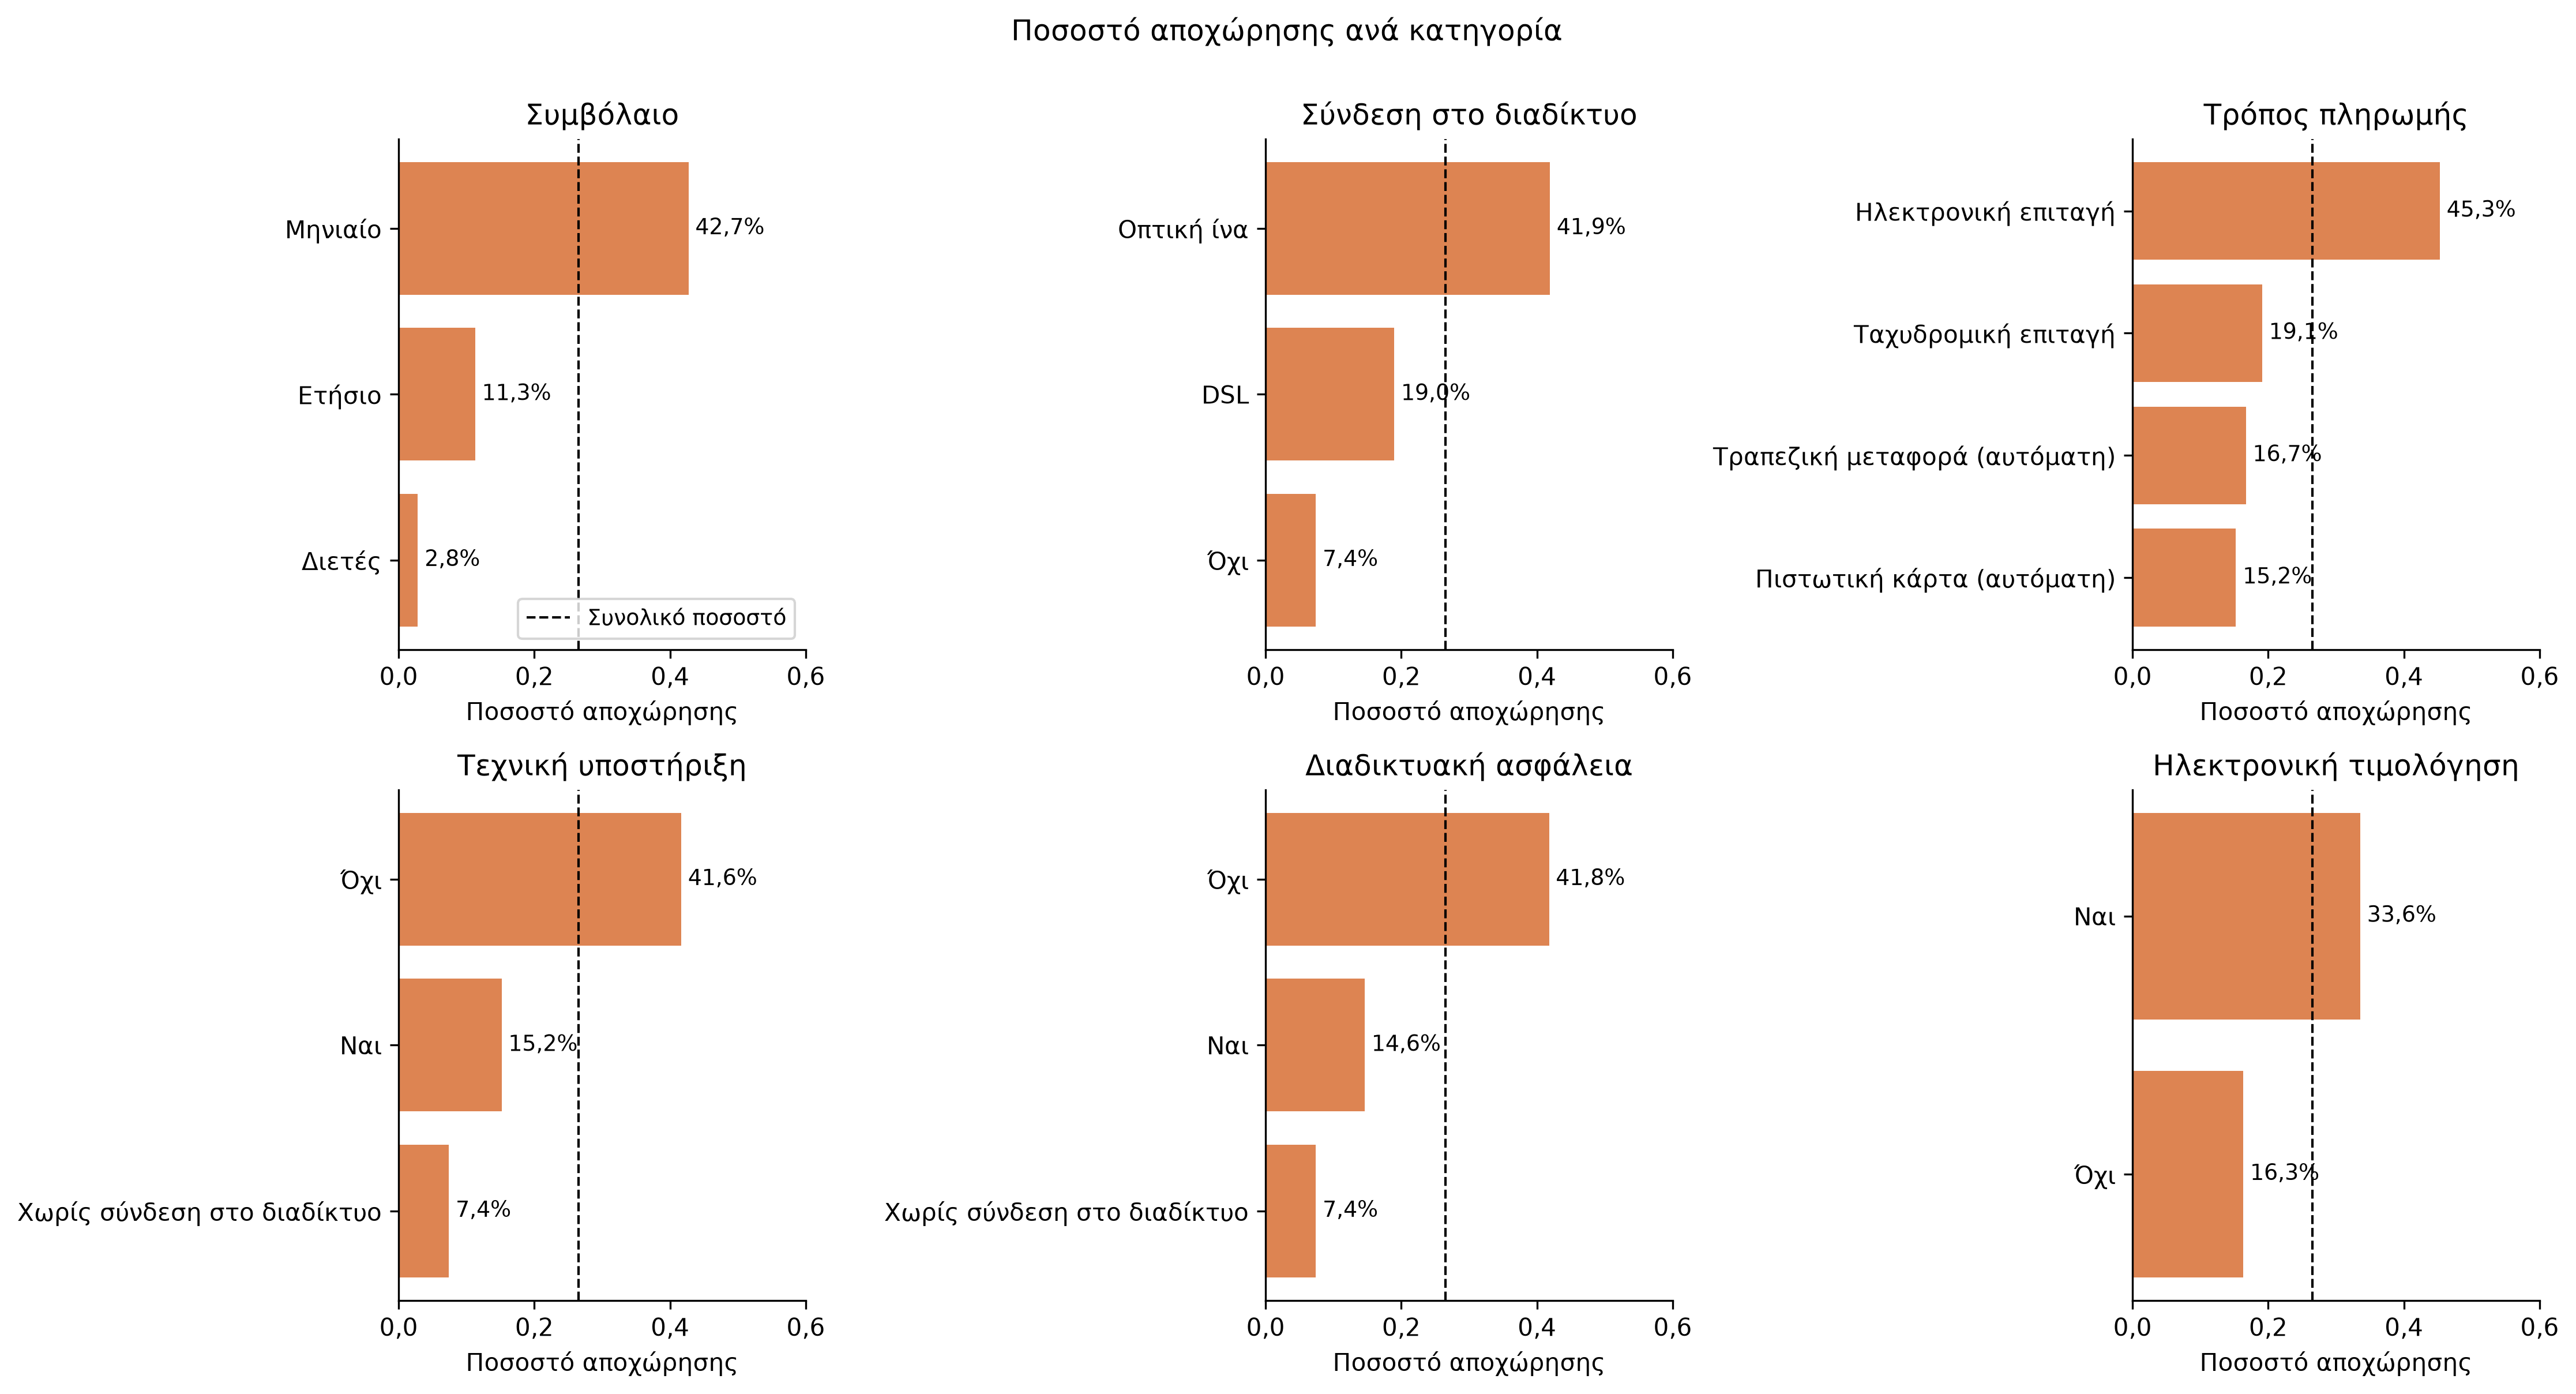 Ποσοστό αποχώρησης ανά κατηγορία
Συμβόλαιο
Μηνιαίο
42,7%
Ετήσιο
11,3%
Διετές
2,8%
Συνολικό ποσοστό
0,0 0,2 0,4 0,6
Ποσοστό αποχώρησης
Σύνδεση στο διαδίκτυο
Οπτική ίνα
41,9%
DSL
19,0%
Όχι
7,4%
0,0 0,2 0,4 0,6
Ποσοστό αποχώρησης
Τρόπος πληρωμής
Ηλεκτρονική επιταγή
45,3%
Ταχυδρομική επιταγή
19,1%
Τραπεζική μεταφορά (αυτόματη)
16,7%
Πιστωτική κάρτα (αυτόματη)
15,2%
0,0 0,2 0,4 0,6
Ποσοστό αποχώρησης
Τεχνική υποστήριξη
Όχι
41,6%
Ναι
15,2%
Χωρίς σύνδεση στο διαδίκτυο
7,4%
0,0 0,2 0,4 0,6
Ποσοστό αποχώρησης
Διαδικτυακή ασφάλεια
Όχι
41,8%
Ναι
14,6%
Χωρίς σύνδεση στο διαδίκτυο
7,4%
0,0 0,2 0,4 0,6
Ποσοστό αποχώρησης
Ηλεκτρονική τιμολόγηση
Ναι
33,6%
Όχι
16,3%
0,0 0,2 0,4 0,6
Ποσοστό αποχώρησης